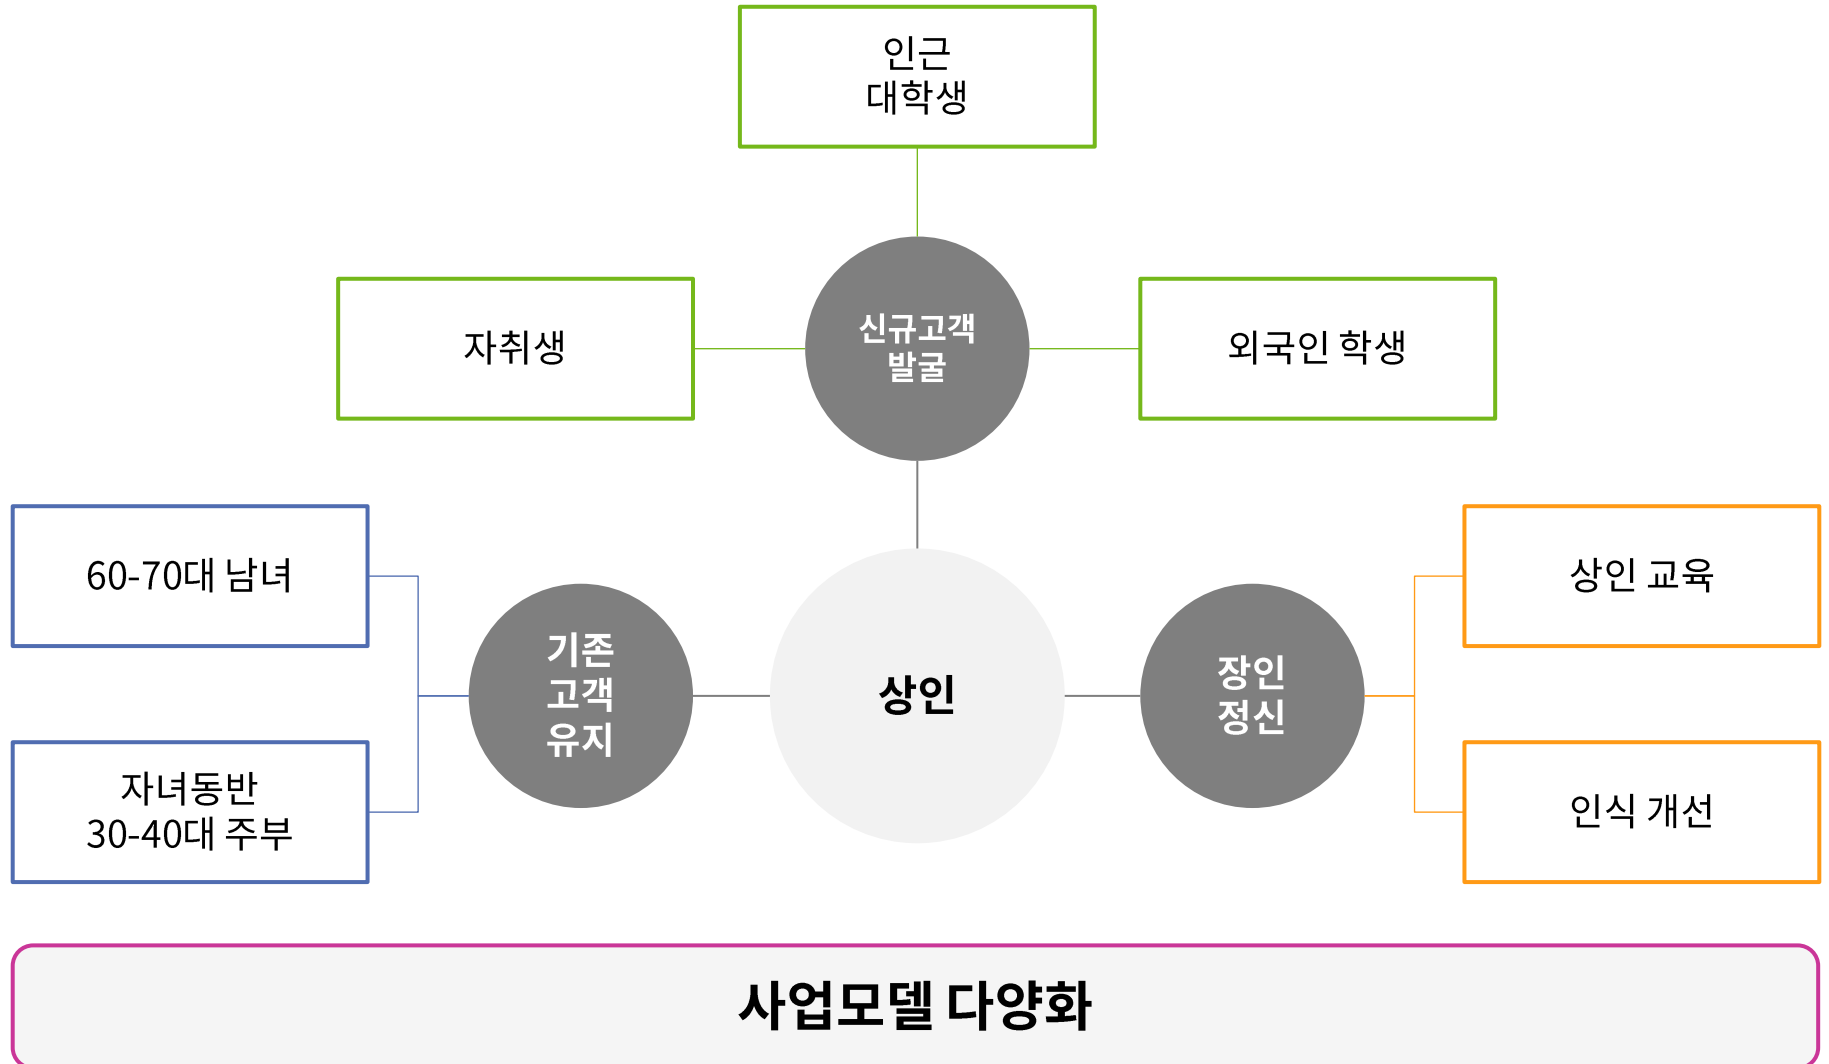 인근
대학생
자취생
신규고객
발굴
외국인 학생
60-70대 남녀
자녀동반
30-40대 주부
기존
고객
유지
상인
장인
정신
상인 교육
인식 개선
사업모델 다양화